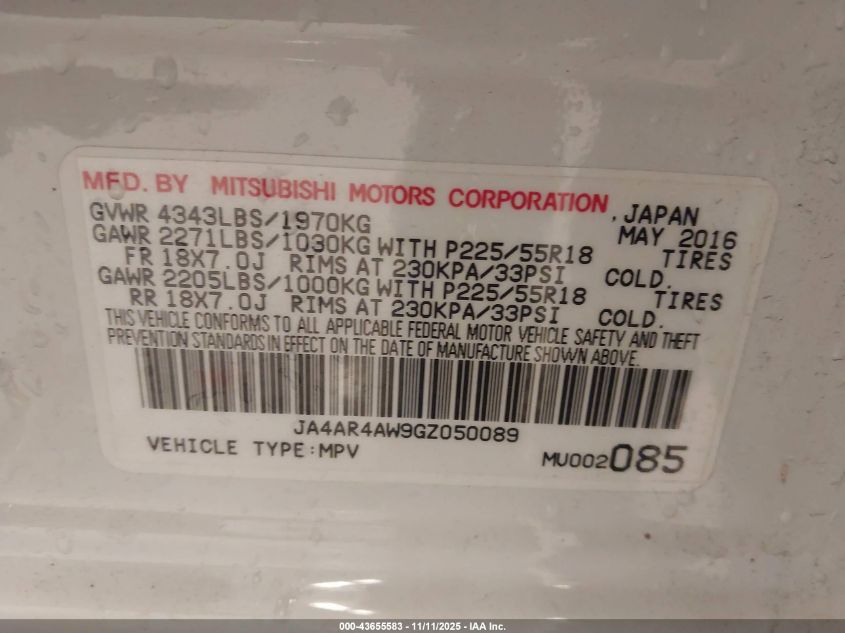 MFD. BY MITSUBISHI MOTORS CORPORATION, JAPAN
GVWR 4343LBS/1970KG MAY 2016
GAWR 2271LBS/1030KG WITH P225/55R18 TIRES
FR 18X7.0J RIMS AT 230KPA/33PSI COLD.
GAWR 2205LBS/1000KG WITH P225/55R18 TIRES
RR 18X7.0J RIMS AT 230KPA/33PSI COLD.
THIS VEHICLE CONFORMS TO ALL APPLICABLE FEDERAL MOTOR VEHICLE SAFETY AND THEFT
PREVENTION STANDARDS IN EFFECT ON THE DATE OF MANUFACTURE SHOWN ABOVE.
JA4AR4AW9GZ050089
VEHICLE TYPE:MPV MU002085
000-43655583 - 11/11/2025 - IAA Inc.